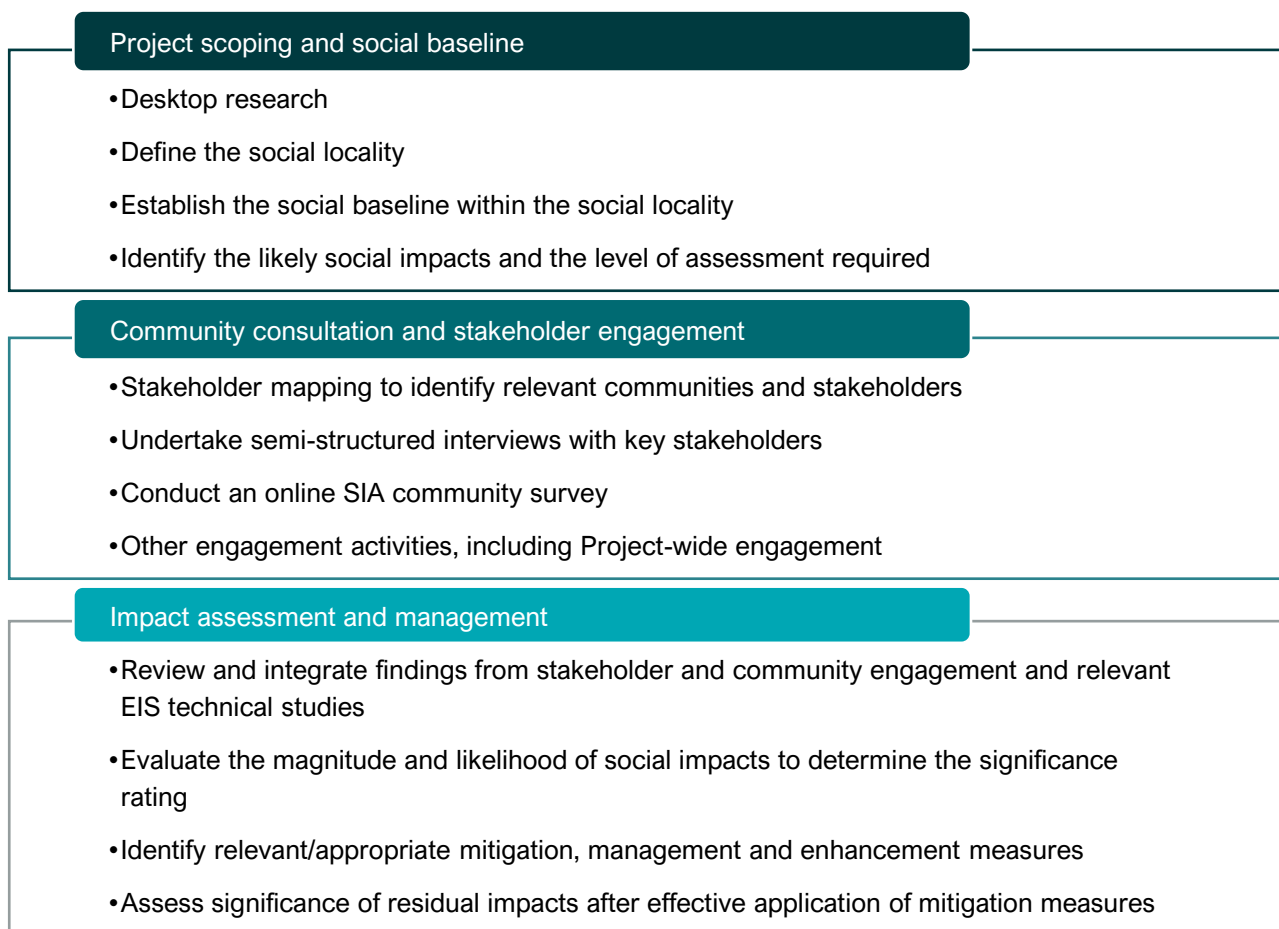 Project scoping and social baseline
•Desktop research
•Define the social locality
•Establish the social baseline within the social locality
•Identify the likely social impacts and the level of assessment required
Community consultation and stakeholder engagement
•Stakeholder mapping to identify relevant communities and stakeholders
•Undertake semi-structured interviews with key stakeholders
•Conduct an online SIA community survey
•Other engagement activities, including Project-wide engagement
Impact assessment and management
•Review and integrate findings from stakeholder and community engagement and relevant
EIS technical studies
•Evaluate the magnitude and likelihood of social impacts to determine the significance
rating
•Identify relevant/appropriate mitigation, management and enhancement measures
•Assess significance of residual impacts after effective application of mitigation measures